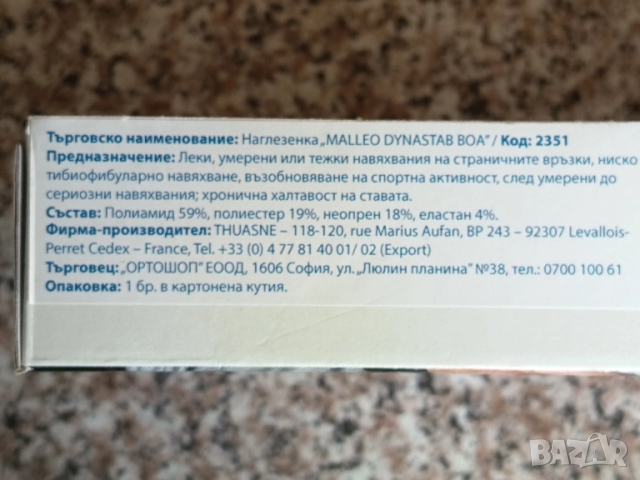 Търговско наименование: Наглезенка „MALLEO DYNASTAB BOA" / Код: 2351
Предназначение: Леки, умерени или тежки навяхвания на страничните връзки, ниско
тибиофибуларно навяхване, възобновяване на спортна активност, след умерени до
сериозни навяхвания; хронична халтавост на ставата.
Състав: Полиамид 59%, полиестер 19%, неопрен 18%, еластан 4%.
Фирма-производител: THUASNE – 118-120, rue Marius Aufan, BP 243 – 92307 Levallois-
Perret Cedex – France, Tel. +33 (0) 4 77 81 40 01/ 02 (Export)
Търговец: „ОРТОШОП" ЕООД, 1606 София, ул. „Люлин планина" №38, тел.: 0700 100 61
Опаковка: 1 бр. в картонена кутия.
BAZAR